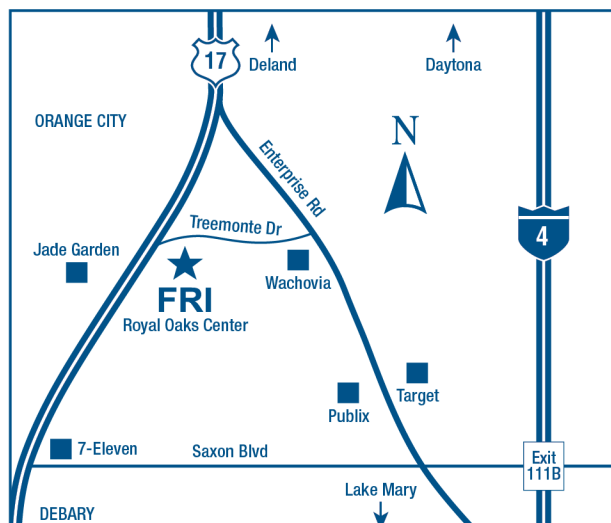 17
Deland
Daytona
ORANGE CITY
N
Enterprise Rd
Treemonte Dr
4
Jade Garden
Wachovia
FRI
Royal Oaks Center
Target
Publix
7-Eleven
Saxon Blvd
Exit
111B
Lake Mary
DEBARY